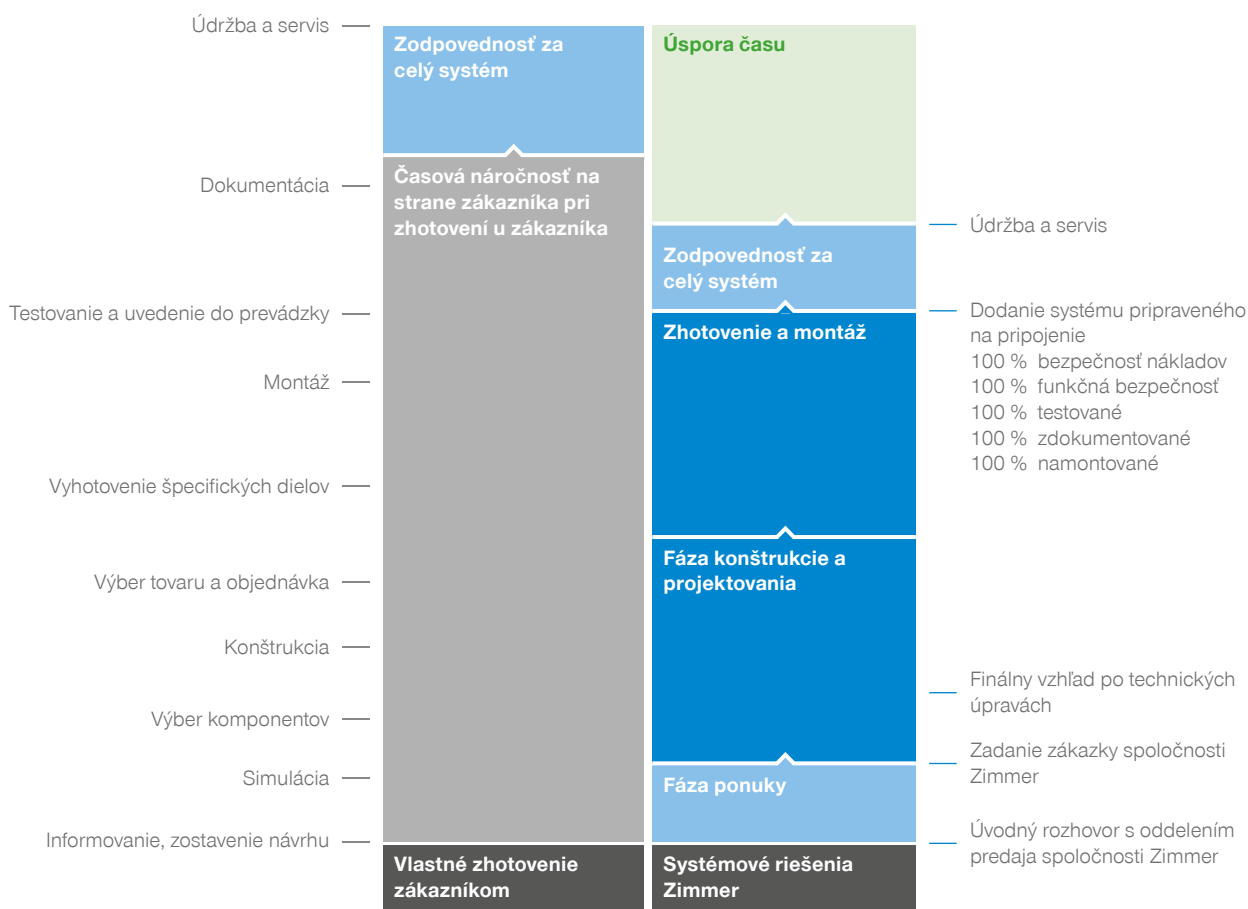 Údržba a servis
Dokumentácia
Testovanie a uvedenie do prevádzky
Montáž
Vyhotovenie špecifických dielov
Výber tovaru a objednávka
Konštrukcia
Výber komponentov
Simulácia
Informovanie, zostavenie návrhu
Zodpovednosť za
celý systém
Časová náročnosť na
strane zákazníka pri
zhotovení u zákazníka
Vlastné zhotovenie
zákazníkom
Úspora času
Zodpovednosť za
celý systém
Zhotovenie a montáž
Fáza konštrukcie a
projektovania
Fáza ponuky
Systémové riešenia
Zimmer
Údržba a servis
Dodanie systému pripraveného
na pripojenie
100 % bezpečnosť nákladov
100 % funkčná bezpečnosť
100 % testované
100 % zdokumentované
100 % namontované
Finálny vzhľad po technických
úpravách
Zadanie zákazky spoločnosti
Zimmer
Úvodný rozhovor s oddelením
predaja spoločnosti Zimmer